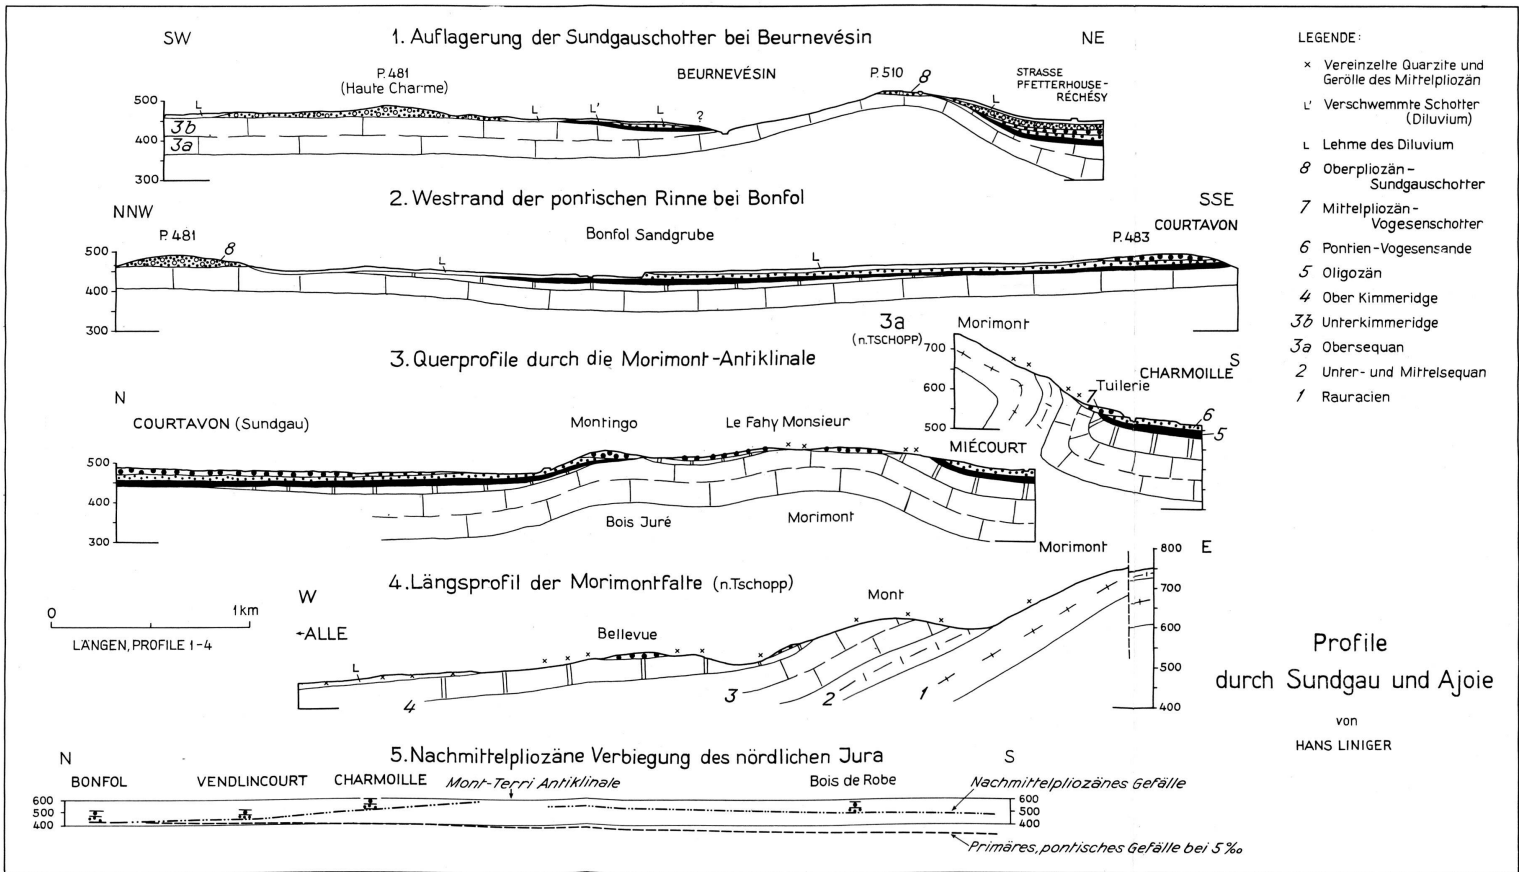 SW
1. Auflagerung der Sundgauschotter bei Beurnevésin
NE
P. 481
(Haute Charme)
BEURNEVÉSIN
P. 510
8
STRASSE
PFETTERHOUSE-
RÉCHÉSY
L
L
L'
L
?
L
500
400
300
3b
3a
2. Westrand der pontischen Rinne bei Bonfol
NNW
SSE
COURTAVON
P. 481
8
Bonfol Sandgrube
P. 483
L
L
500
400
300
3. Querprofile durch die Morimont-Antiklinale
3a
(n. TSCHOPP)
Morimont
S
CHARMOILLE
Tuilerie
7
6
5
700
600
500
N
COURTAVON (Sundgau)
Montingo
Le Fahy Monsieur
MIÉCOURT
500
400
300
Bois Juré
Morimont
4. Längsprofil der Morimontfalte (n. Tschopp)
W
E
Morimont
Mont
Bellevue
←ALLE
L
4
3
2
1
800
700
600
500
400
0
1 km
LÄNGEN, PROFILE 1-4
5. Nachmittelpliozäne Verbiegung des nördlichen Jura
N
S
BONFOL
VENDLINCOURT
CHARMOILLE
Mont-Terri Antiklinale
Bois de Robe
Nachmittelpliozänes Gefälle
600
500
400
600
500
400
Primäres, pontisches Gefälle bei 5 ‰
LEGENDE:
× Vereinzelte Quarzite und
Gerölle des Mittelpliozän
L' Verschwemmte Schotter
(Diluvium)
L Lehme des Diluvium
8 Oberpliozän-
Sundgauschotter
7 Mittelpliozän-
Vogesenschotter
6 Pontien-Vogesensande
5 Oligozän
4 Ober Kimmeridge
3b Unterkimmeridge
3a Obersequan
2 Unter- und Mittelsequan
1 Rauracien
Profile
durch Sundgau und Ajoie
von
HANS LINIGER